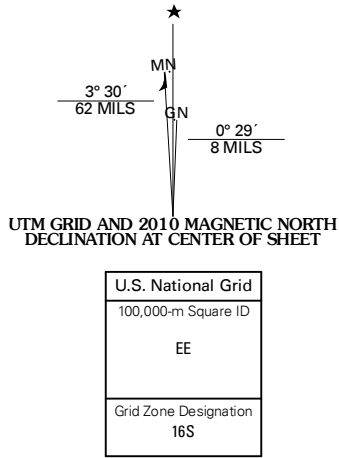 ★
MN
3° 30´
62 MILS
GN
0° 29´
8 MILS
UTM GRID AND 2010 MAGNETIC NORTH
DECLINATION AT CENTER OF SHEET
U.S. National Grid
100,000-m Square ID
EE
Grid Zone Designation
16S